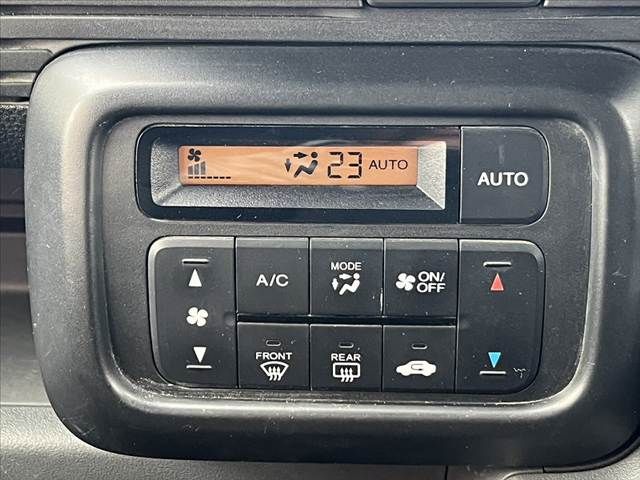 23 AUTO
AUTO
A/C
MODE
ON/
OFF
FRONT
REAR